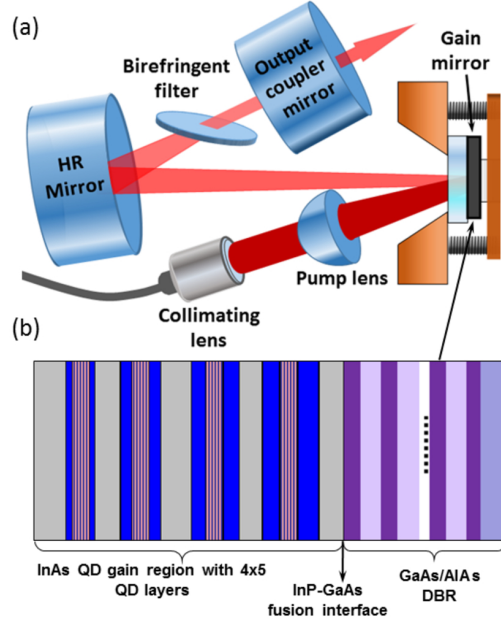 (a)
Birefringent
filter
Output
coupler
mirror
Gain
mirror
HR
Mirror
Pump lens
Collimating
lens
(b)
InAs QD gain region with 4x5
QD layers
InP-GaAs
fusion interface
GaAs/AlAs
DBR